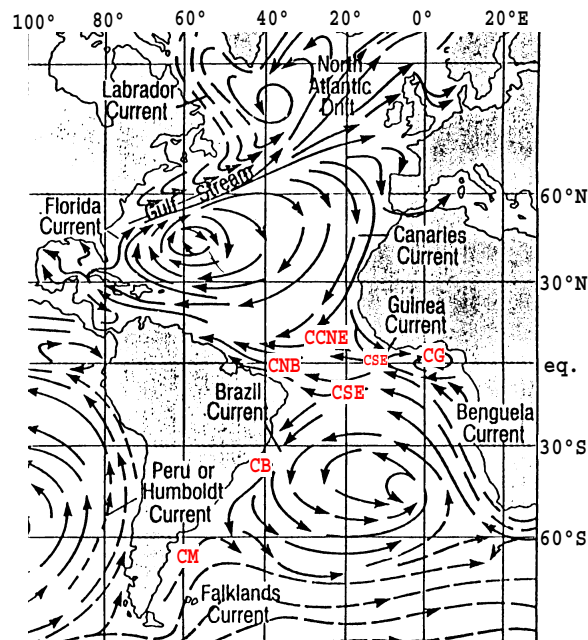 100° 80° 60° 40° 20° 0° 20°E
North
Atlantic
Drift
Labrador
Current
Gulf Stream
60°N
Florida
Current
Canaries
Current
30°N
Guinea
Current
CCNE
CNB
CSE
CG
eq.
CSE
Brazil
Current
Benguela
Current
30°S
CB
Peru or
Humboldt
Current
60°S
CM
Falklands
Current